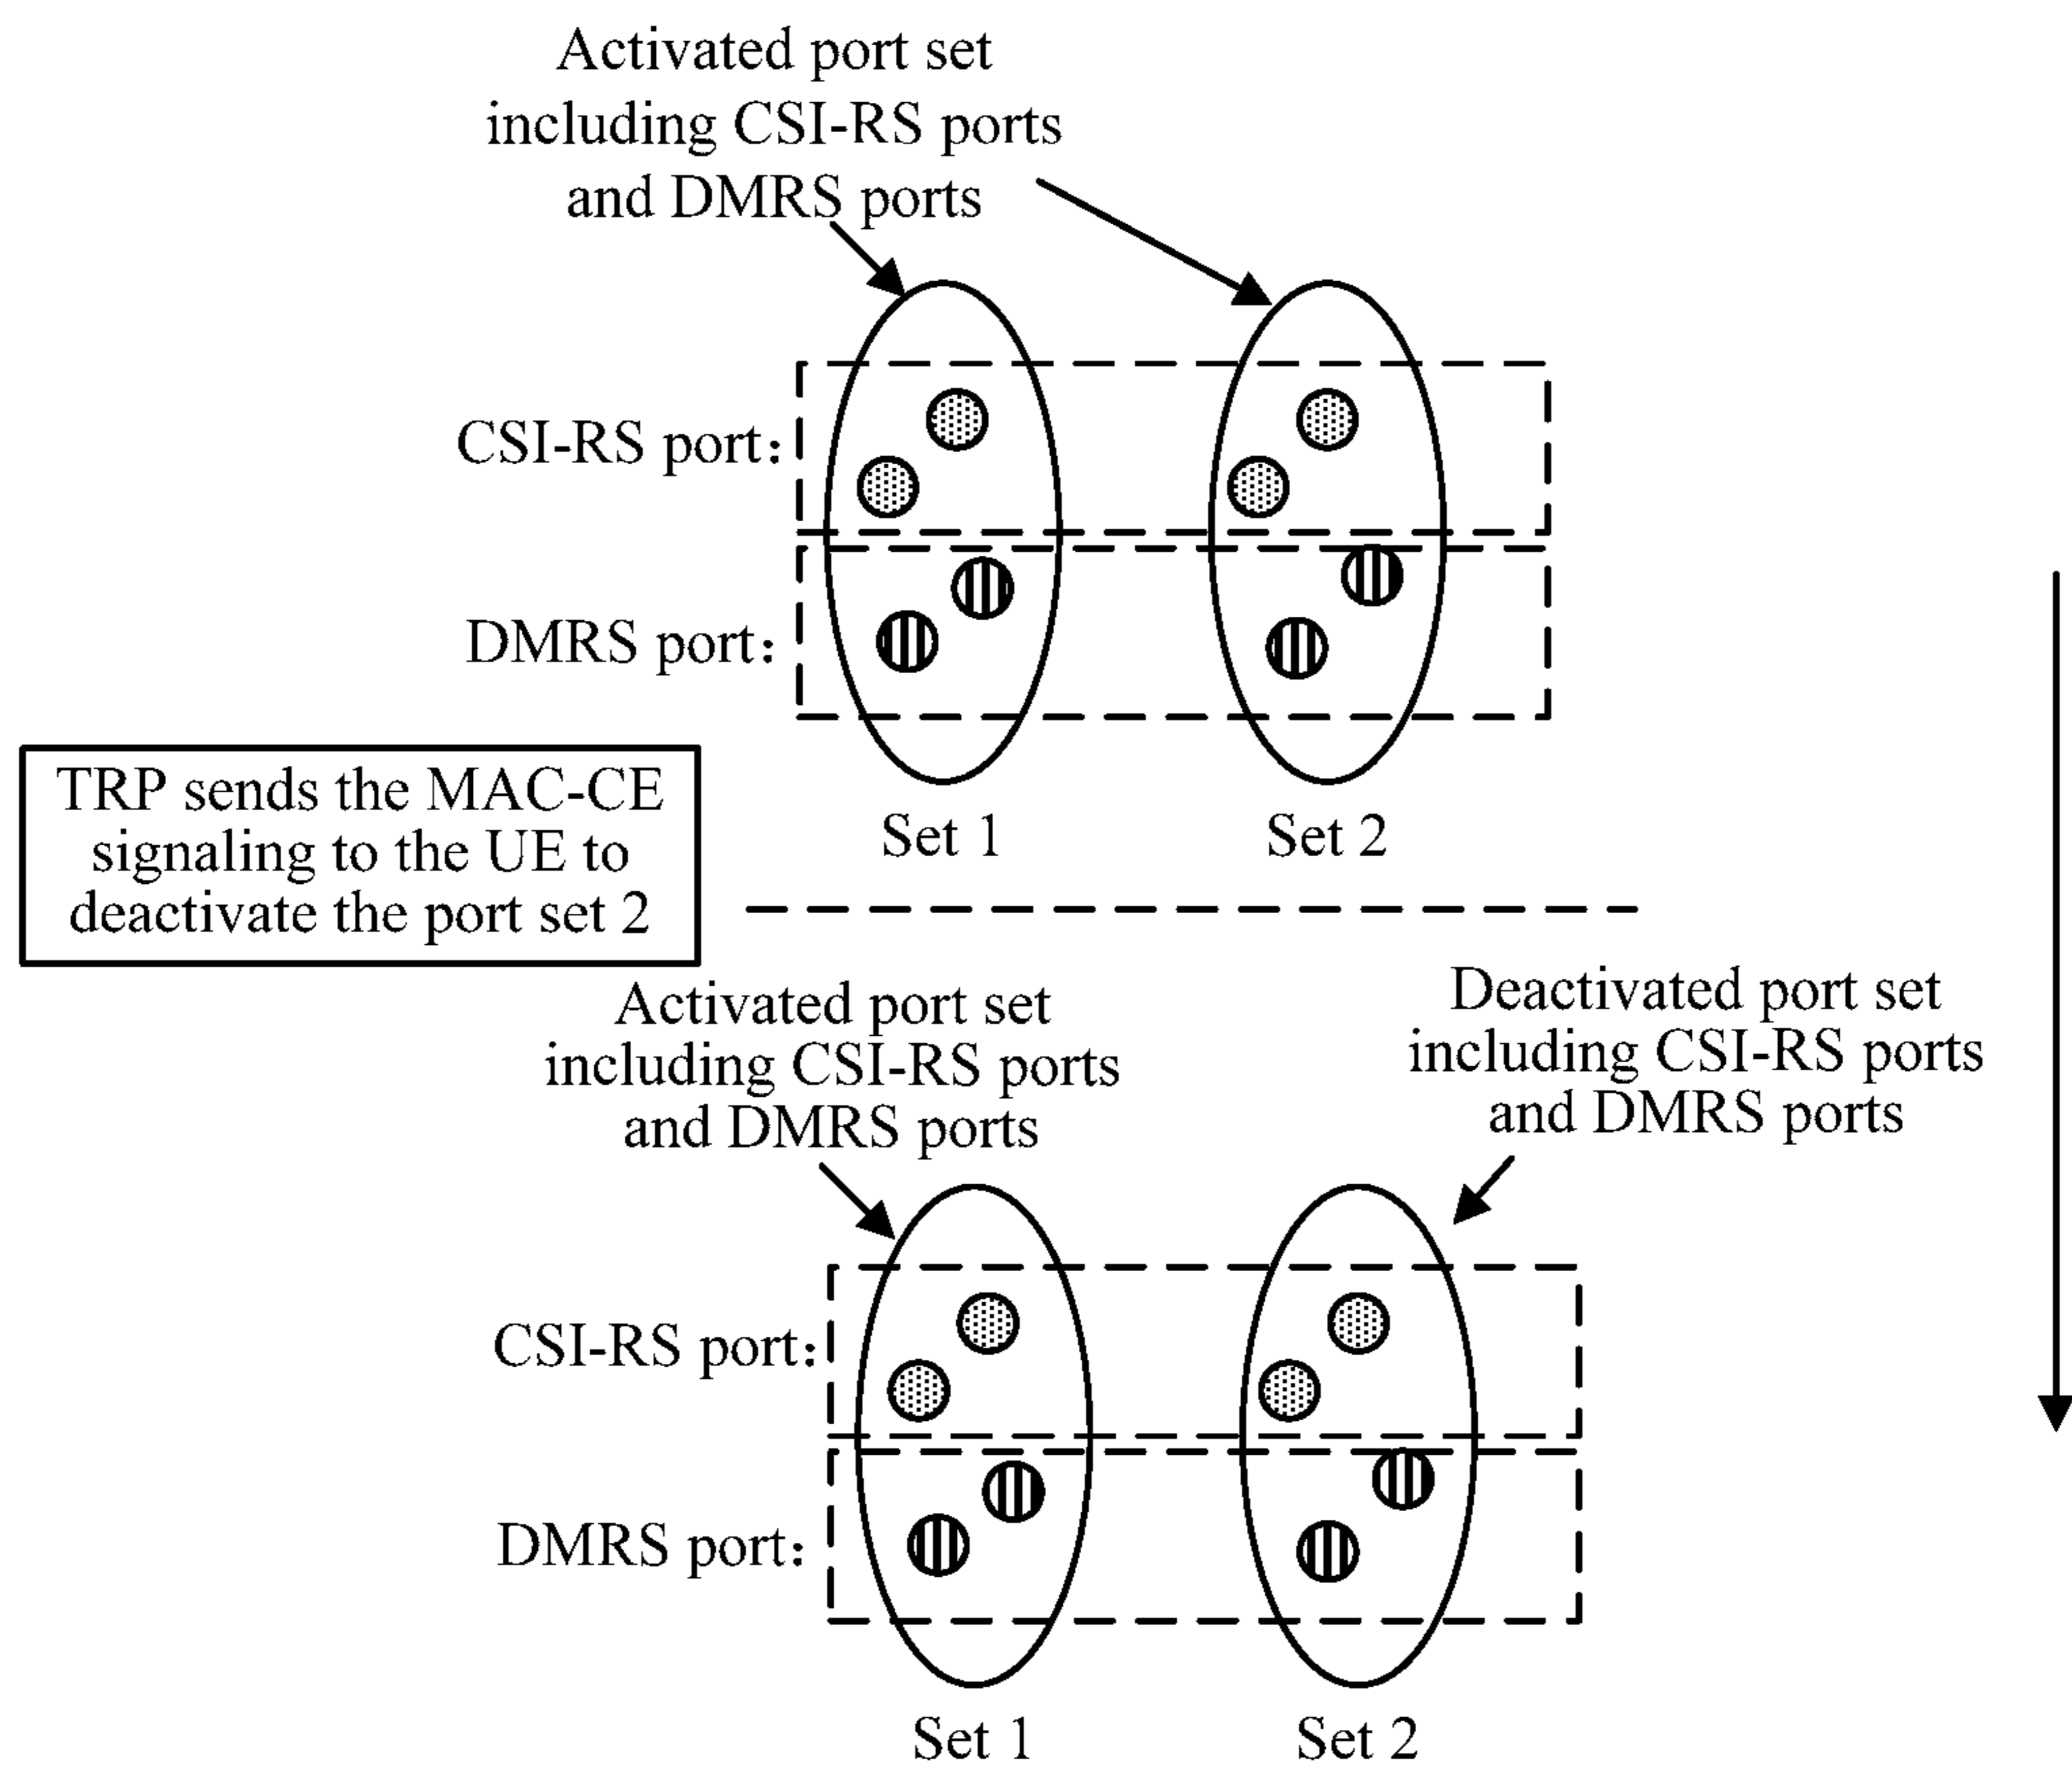 Activated port set
including CSI-RS ports
and DMRS ports
CSI-RS port:
DMRS port:
Set 1
Set 2
TRP sends the MAC-CE
signaling to the UE to
deactivate the port set 2
Activated port set
including CSI-RS ports
and DMRS ports
Deactivated port set
including CSI-RS ports
and DMRS ports
CSI-RS port:
DMRS port:
Set 1
Set 2